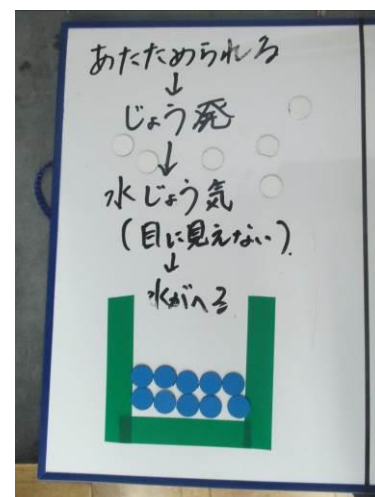 あたためられる
↓
じょう発
↓
水じょう気
(目に見えない)
↓
水がへる